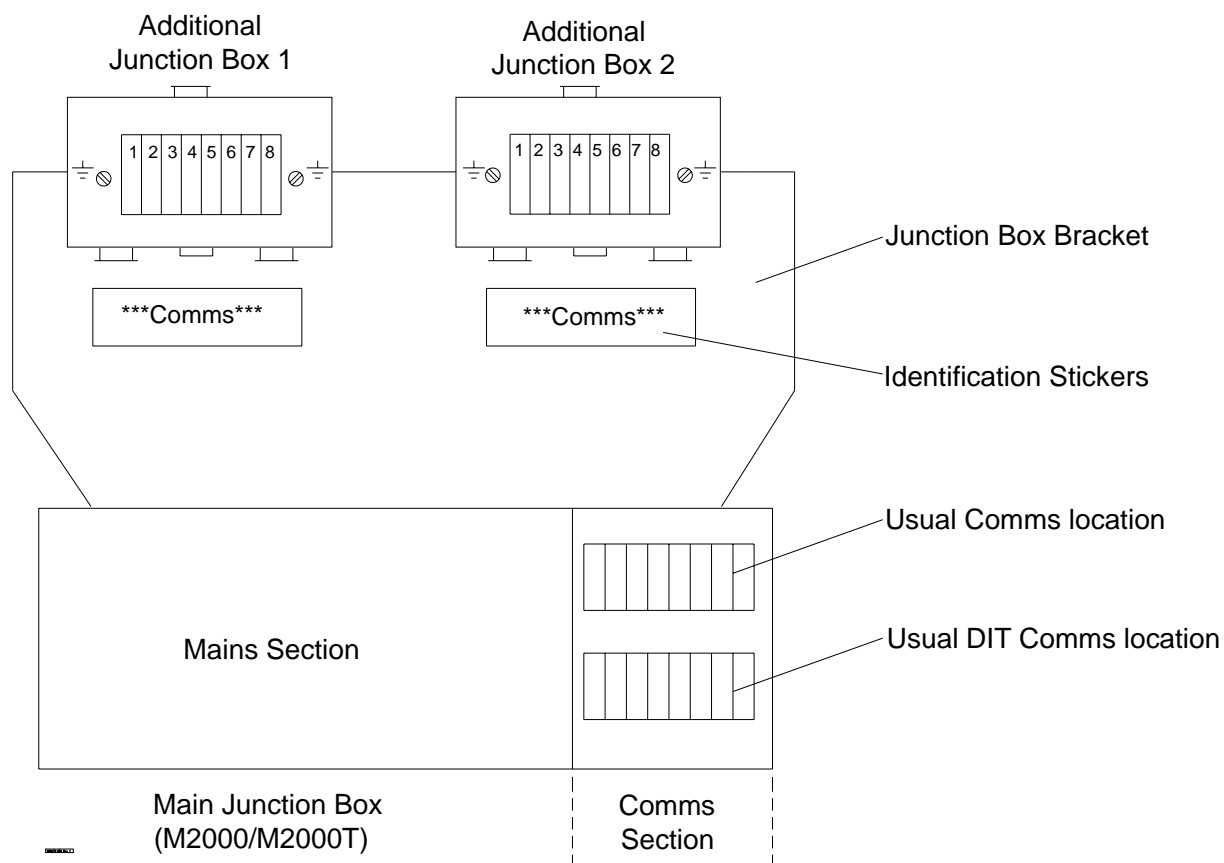 Additional
Junction Box 1
Additional
Junction Box 2
1 2 3 4 5 6 7 8
1 2 3 4 5 6 7 8
Junction Box Bracket
***Comms***
***Comms***
Identification Stickers
Usual Comms location
Mains Section
Usual DIT Comms location
Main Junction Box
(M2000/M2000T)
Comms
Section